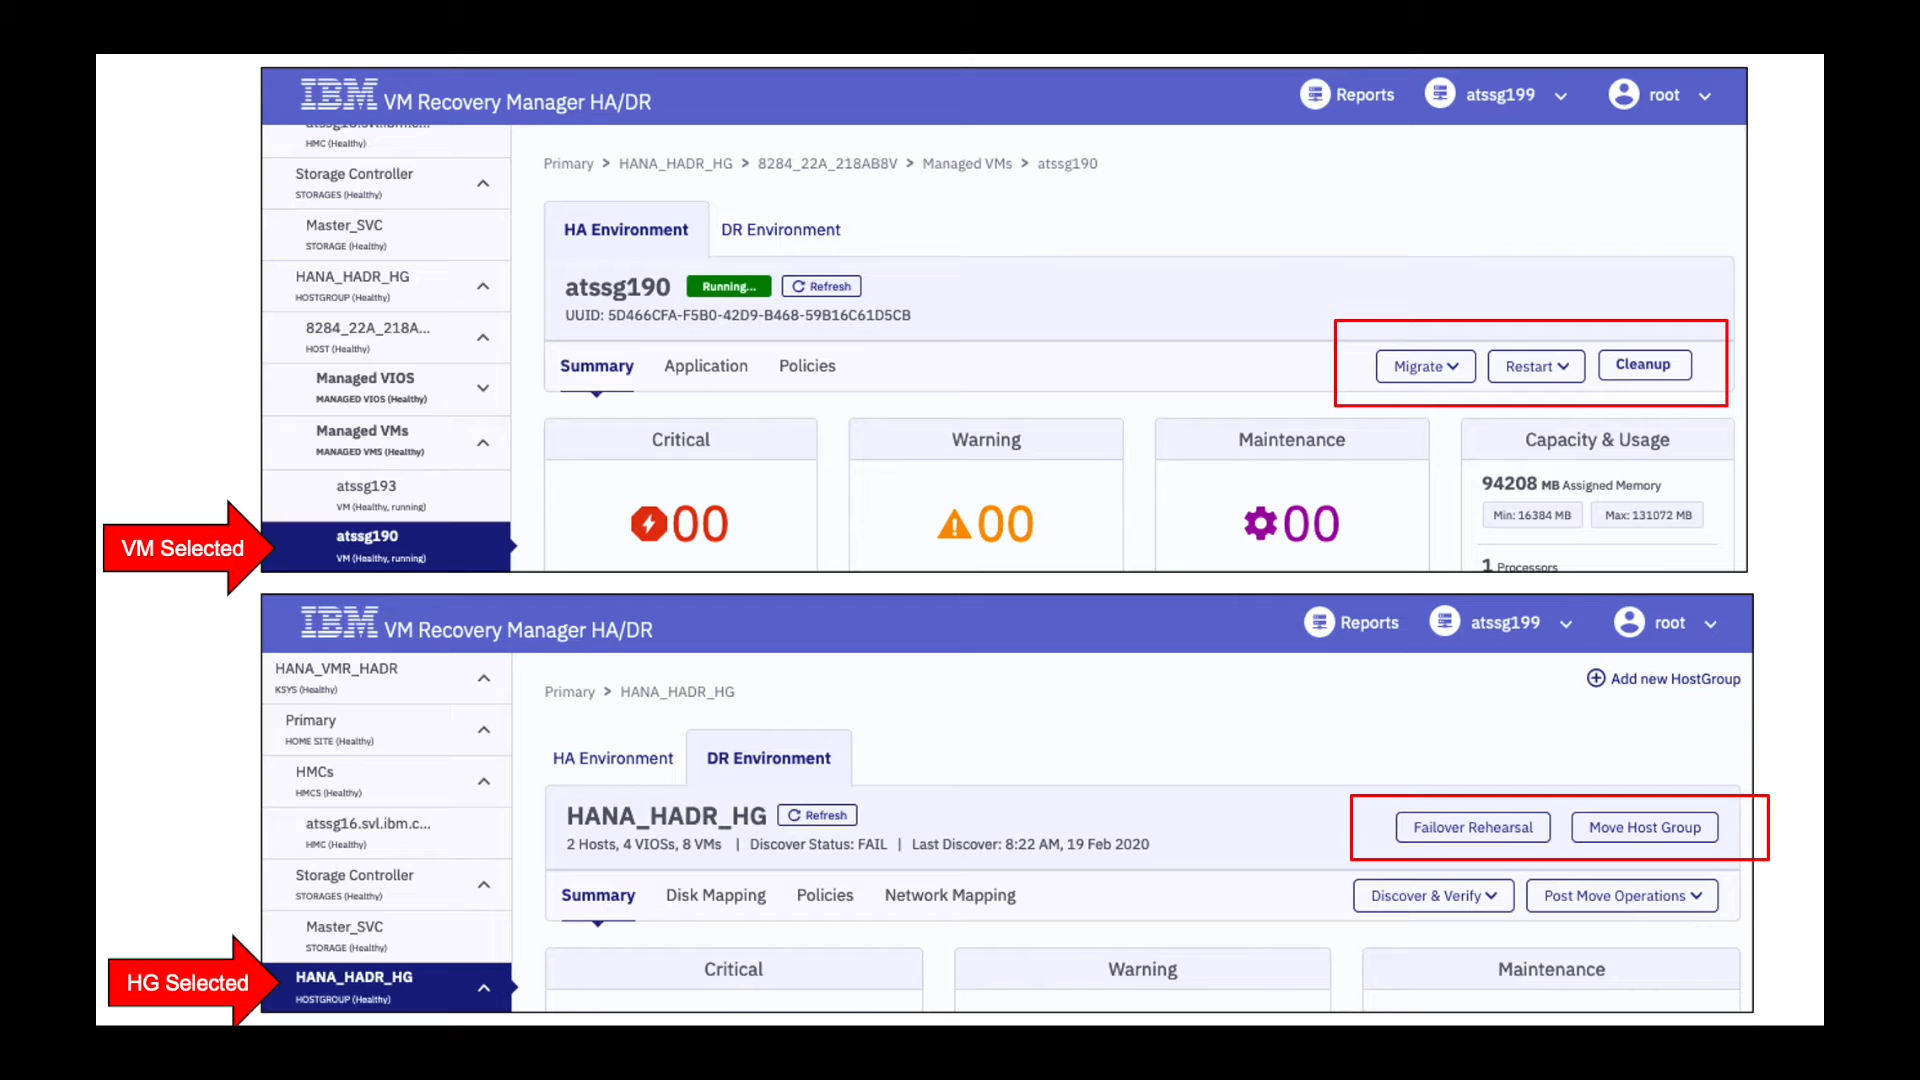 IBM VM Recovery Manager HA/DR
Reports
atssg199
root
HMC (Healthy)
Storage Controller
STORAGES (Healthy)
Master_SVC
STORAGE (Healthy)
HANA_HADR_HG
HOSTGROUP (Healthy)
8284_22A_218A...
HOST (Healthy)
Managed VIOS
MANAGED VIOS (Healthy)
Managed VMs
MANAGED VMS (Healthy)
atssg193
VM (Healthy, running)
VM Selected
atssg190
VM (Healthy, running)
Primary > HANA_HADR_HG > 8284_22A_218AB8V > Managed VMs > atssg190
HA Environment
DR Environment
atssg190
Running...
Refresh
UUID: 5D466CFA-F5B0-42D9-B468-59B16C61D5CB
Summary
Application
Policies
Migrate
Restart
Cleanup
Critical
00
Warning
00
Maintenance
00
Capacity & Usage
94208 MB Assigned Memory
Min: 16384 MB
Max: 131072 MB
1 Processors
IBM VM Recovery Manager HA/DR
Reports
atssg199
root
HANA_VMR_HADR
KSYS (Healthy)
Primary
HOME SITE (Healthy)
HMCs
HMCS (Healthy)
atssg16.svl.ibm.c...
HMC (Healthy)
Storage Controller
STORAGES (Healthy)
Master_SVC
STORAGE (Healthy)
HG Selected
HANA_HADR_HG
HOSTGROUP (Healthy)
Add new HostGroup
Primary > HANA_HADR_HG
HA Environment
DR Environment
HANA_HADR_HG
Refresh
2 Hosts, 4 VIOSs, 8 VMs | Discover Status: FAIL | Last Discover: 8:22 AM, 19 Feb 2020
Failover Rehearsal
Move Host Group
Summary
Disk Mapping
Policies
Network Mapping
Discover & Verify
Post Move Operations
Critical
Warning
Maintenance